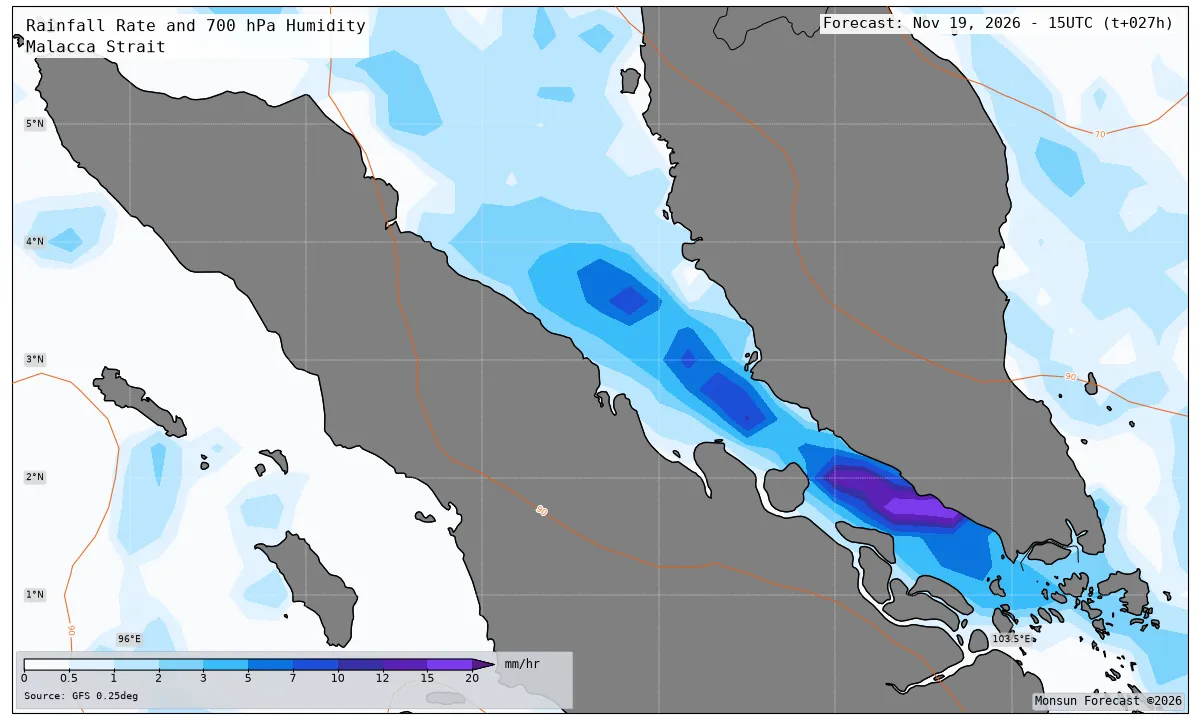 Rainfall Rate and 700 hPa Humidity
Malacca Strait
Forecast: Nov 19, 2026 - 15UTC (t+027h)
70
5°N
4°N
3°N
90
2°N
90
1°N
90
96°E
103.5°E
mm/hr
0 0.5 1 2 3 5 7 10 12 15 20
Source: GFS 0.25deg
Monsun Forecast ©2026